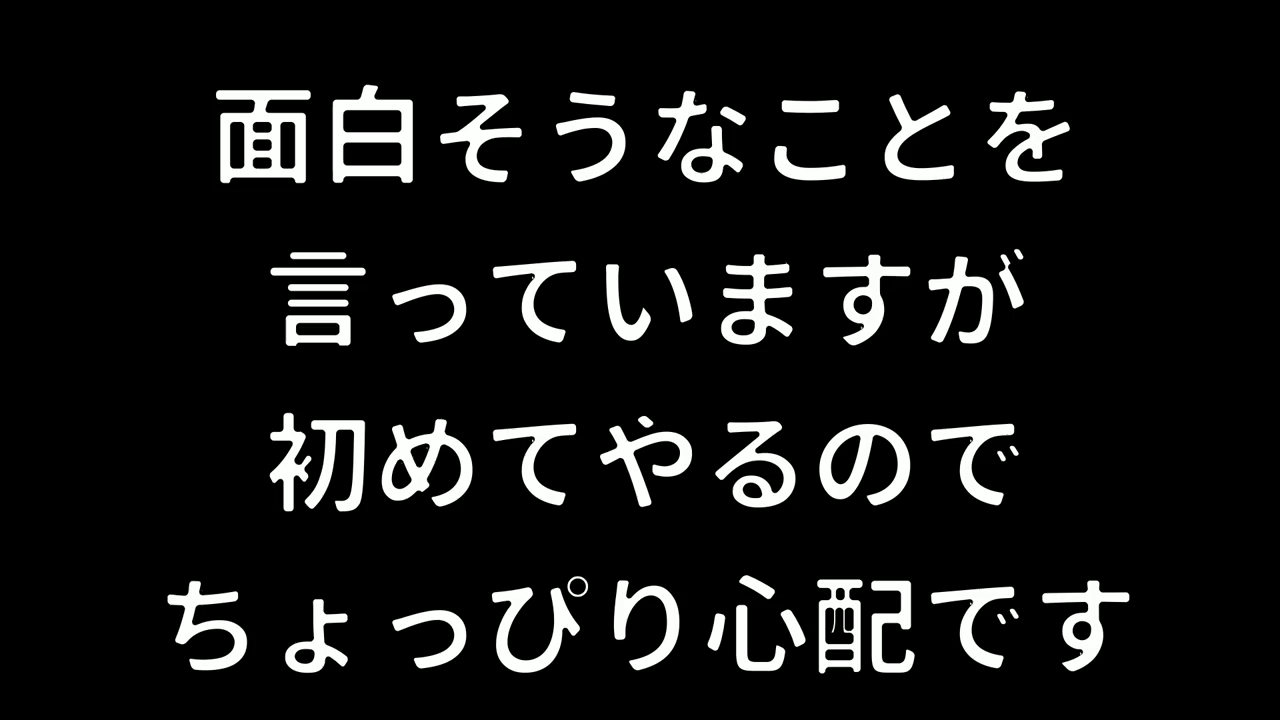 面白そうなことを
言っていますが
初めてやるので
ちょっぴり心配です